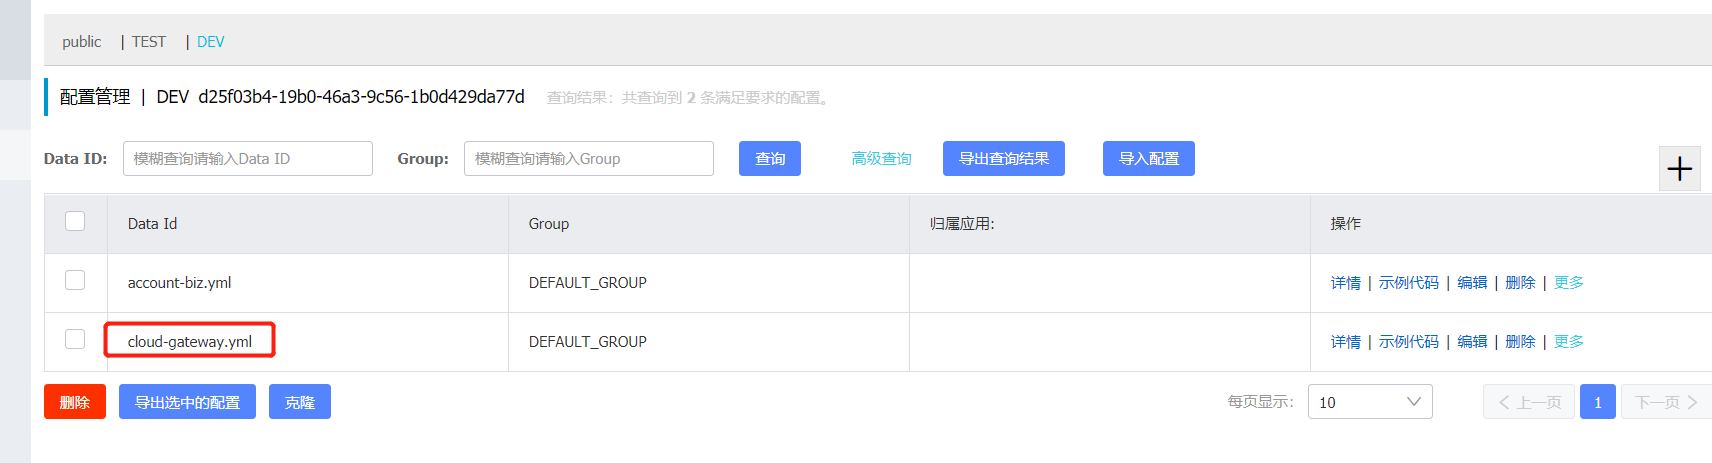 public | TEST | DEV
配置管理 | DEV d25f03b4-19b0-46a3-9c56-1b0d429da77d 查询结果：共查询到 2 条满足要求的配置。
Data ID: 模糊查询请输入Data ID Group: 模糊查询请输入Group 查询 高级查询 导出查询结果 导入配置
Data Id Group 归属应用: 操作
account-biz.yml DEFAULT_GROUP 详情 | 示例代码 | 编辑 | 删除 | 更多
cloud-gateway.yml DEFAULT_GROUP 详情 | 示例代码 | 编辑 | 删除 | 更多
删除 导出选中的配置 克隆 每页显示: 10 上一页 1 下一页